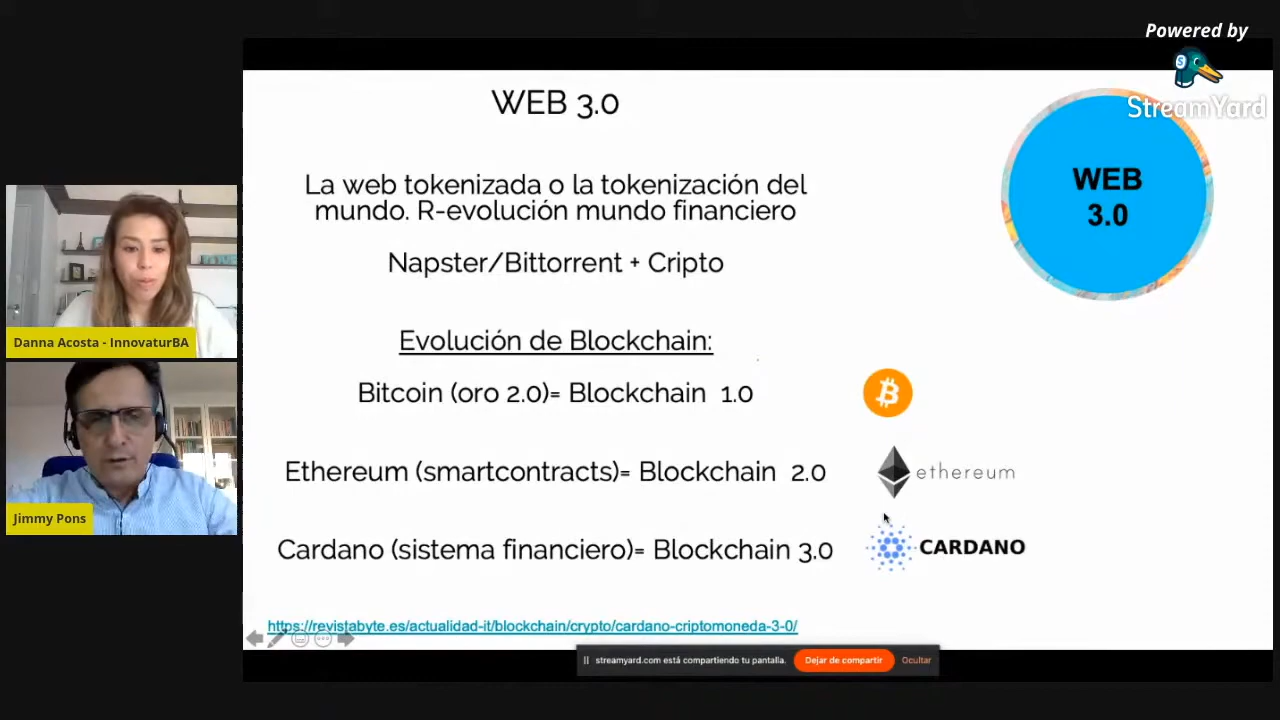 Powered by
StreamYard
WEB 3.0
WEB
3.0
La web tokenizada o la tokenización del
mundo. R-evolución mundo financiero
Napster/Bittorrent + Cripto
Evolución de Blockchain:
Bitcoin (oro 2.0)= Blockchain 1.0
Ethereum (smartcontracts)= Blockchain 2.0
ethereum
Cardano (sistema financiero)= Blockchain 3.0
CARDANO
https://revistabyte.es/actualidad-it/blockchain/crypto/cardano-criptomoneda-3-0/
streamyard.com está compartiendo tu pantalla.
Dejar de compartir
Ocultar
Danna Acosta - InnovaturBA
Jimmy Pons